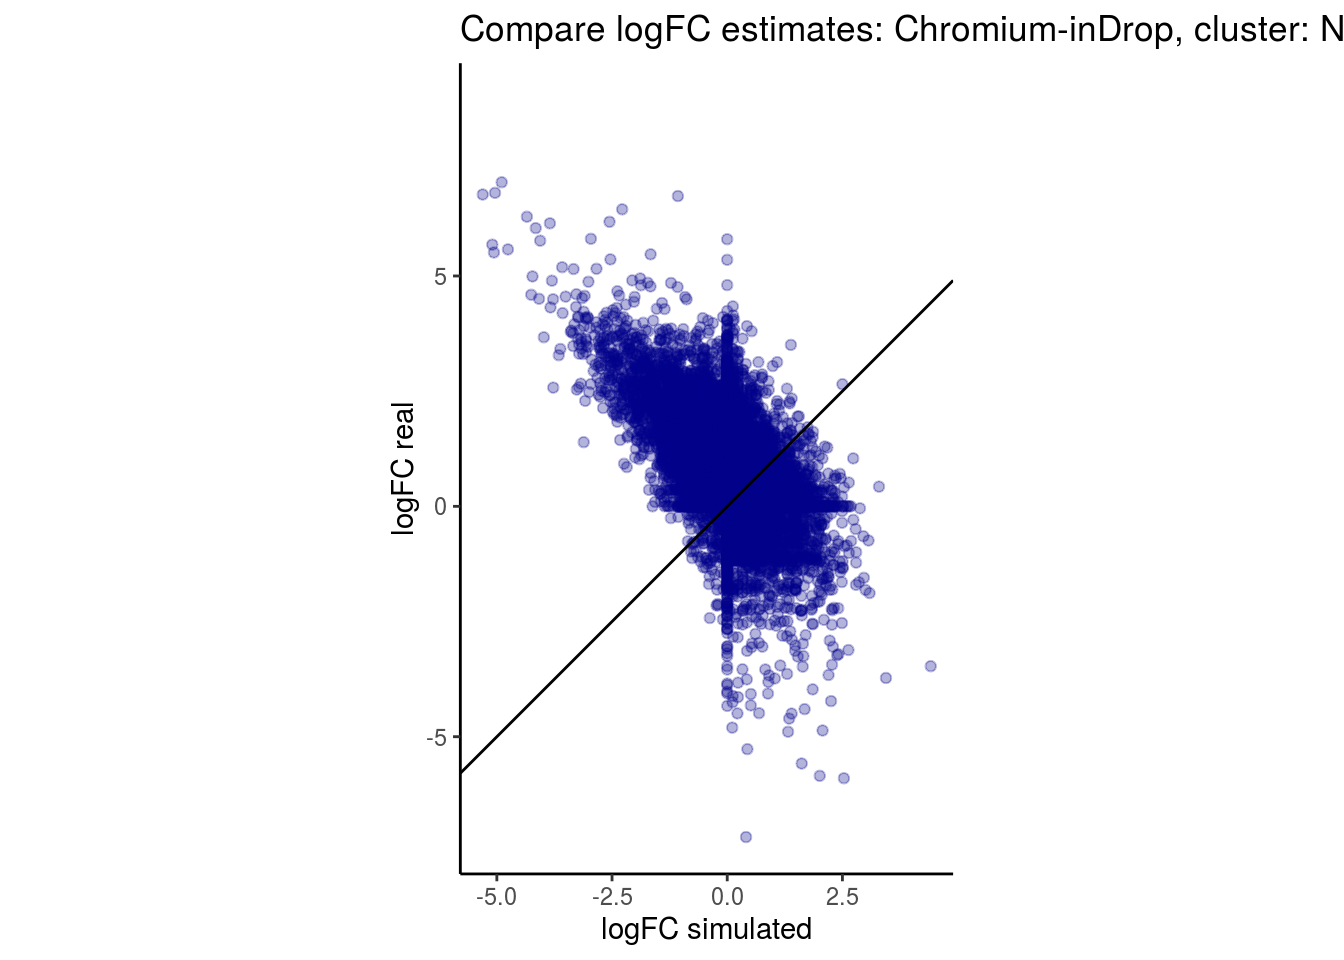 Compare logFC estimates: Chromium-inDrop, cluster: N
logFC real
5
0
-5
-5.0 -2.5 0.0 2.5
logFC simulated